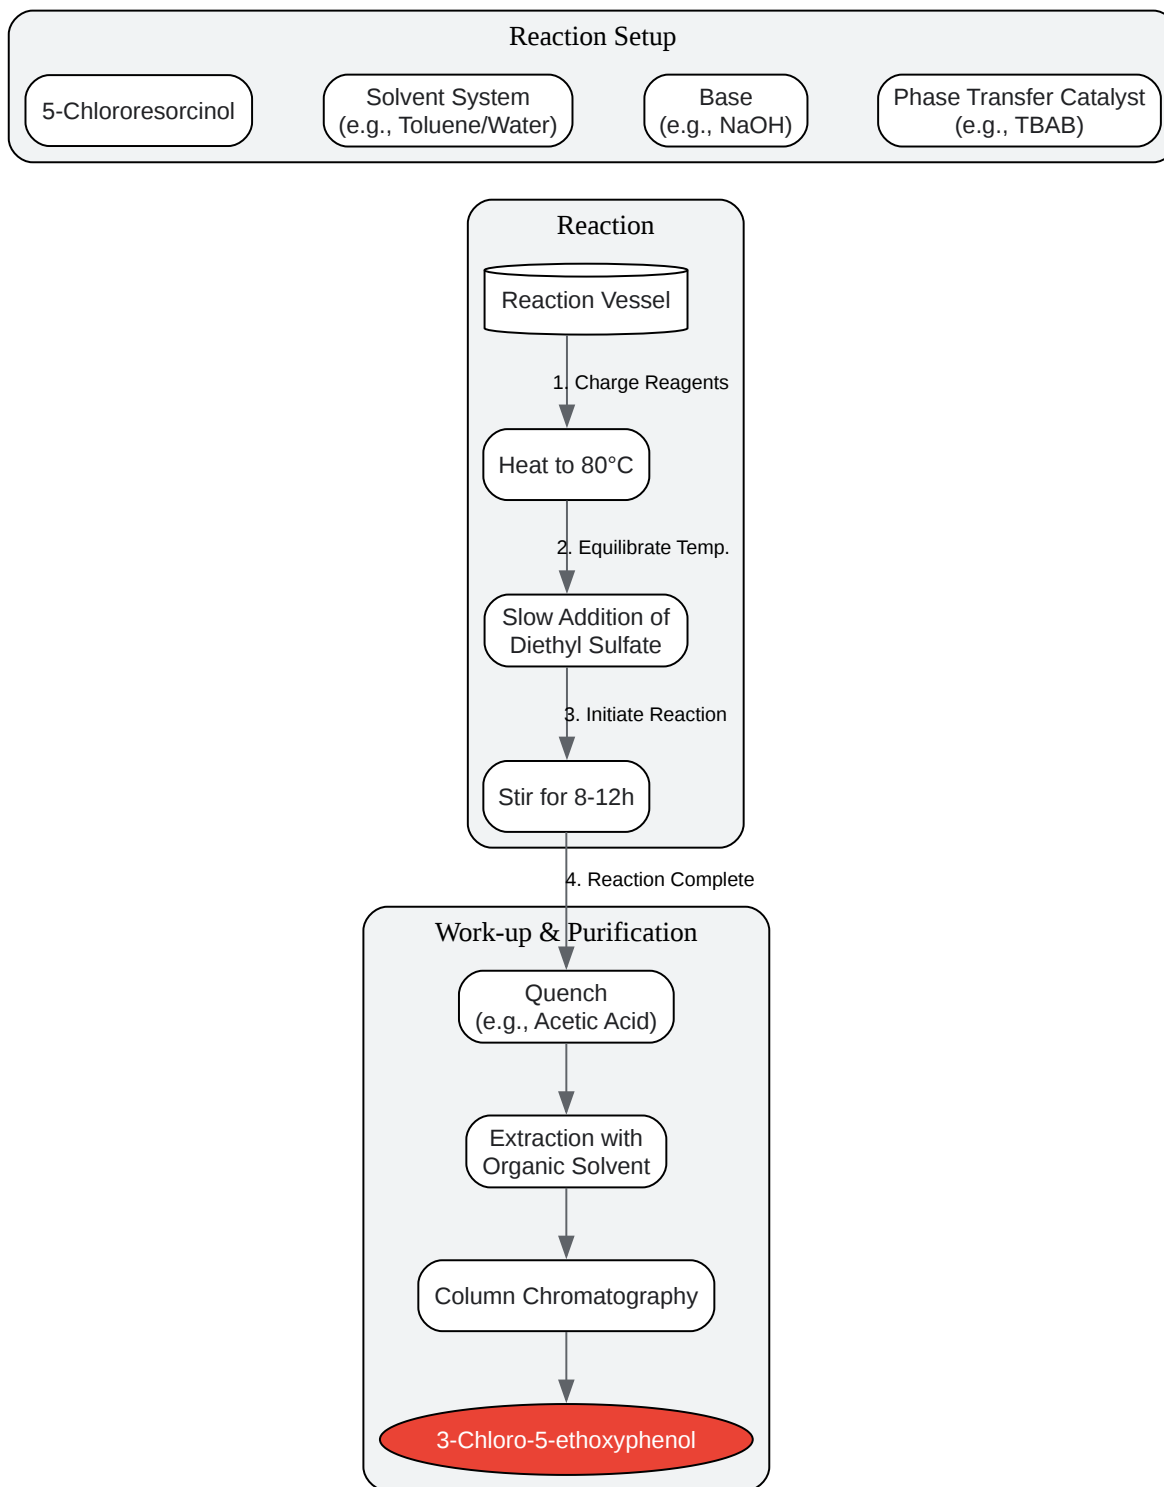 Reaction Setup
5-Chlororesorcinol
Solvent System
(e.g., Toluene/Water)
Base
(e.g., NaOH)
Phase Transfer Catalyst
(e.g., TBAB)
Reaction
Reaction Vessel
1. Charge Reagents
Heat to 80°C
2. Equilibrate Temp.
Slow Addition of
Diethyl Sulfate
3. Initiate Reaction
Stir for 8-12h
4. Reaction Complete
Work-up & Purification
Quench
(e.g., Acetic Acid)
Extraction with
Organic Solvent
Column Chromatography
3-Chloro-5-ethoxyphenol